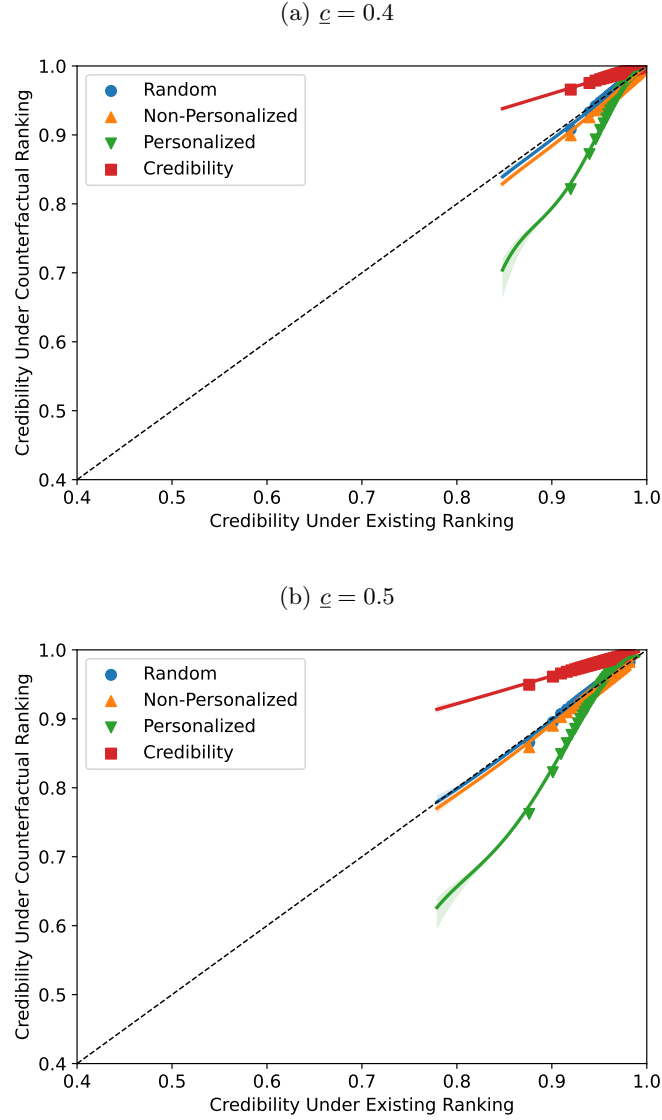 (a) c = 0.4
1.0
0.9
0.8
0.7
0.6
0.5
0.4
Credibility Under Counterfactual Ranking
Random
Non-Personalized
Personalized
Credibility
0.4 0.5 0.6 0.7 0.8 0.9 1.0
Credibility Under Existing Ranking
(b) c = 0.5
1.0
0.9
0.8
0.7
0.6
0.5
0.4
Credibility Under Counterfactual Ranking
Random
Non-Personalized
Personalized
Credibility
0.4 0.5 0.6 0.7 0.8 0.9 1.0
Credibility Under Existing Ranking